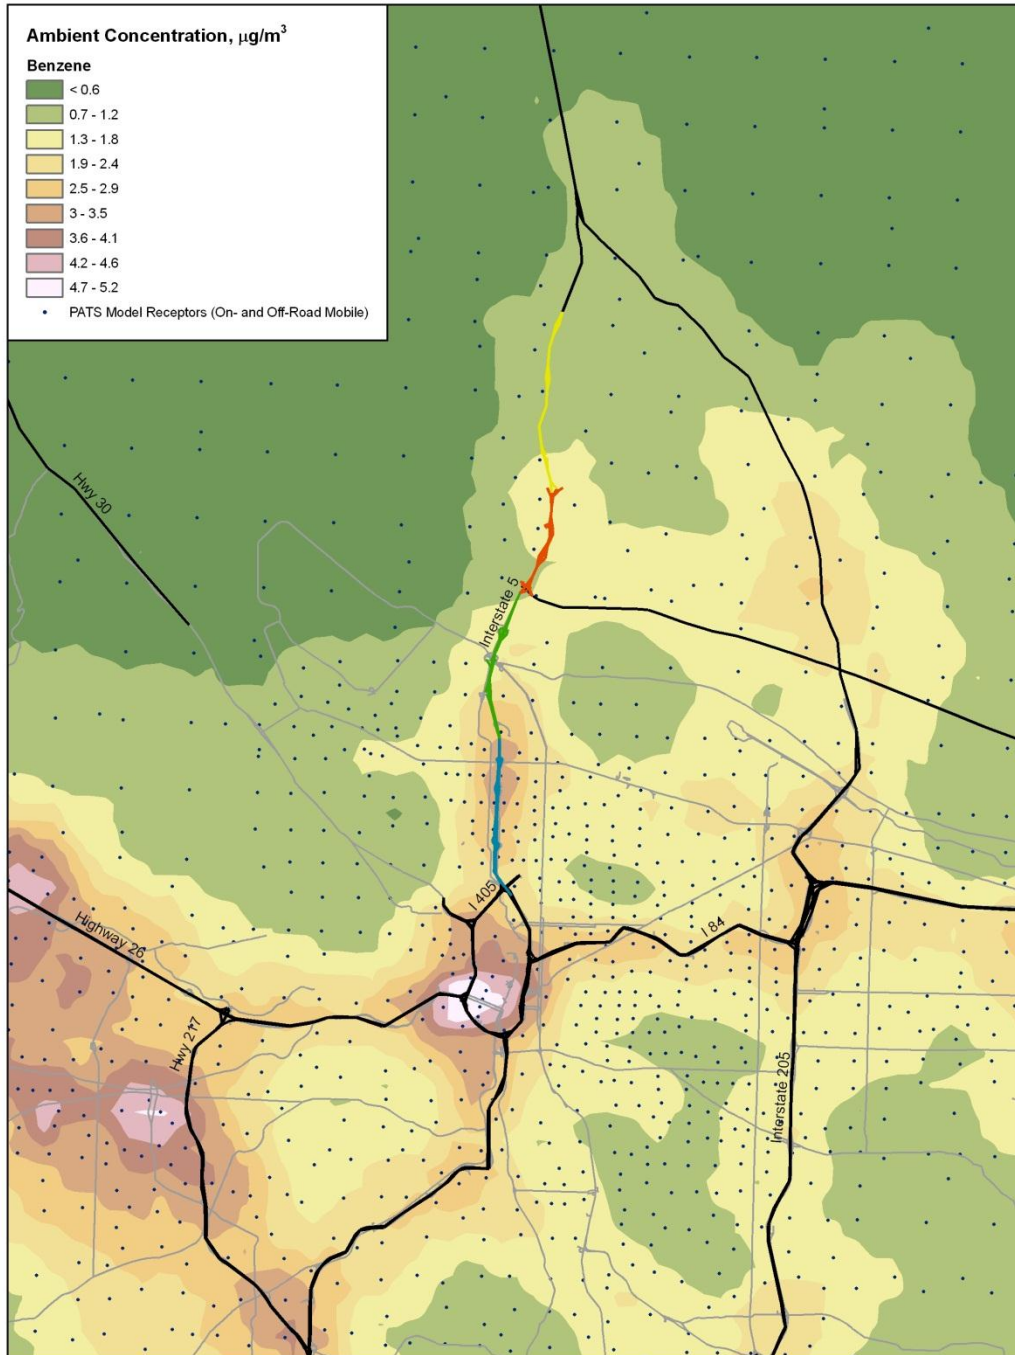 Ambient Concentration, µg/m³
Benzene
< 0.6
0.7 - 1.2
1.3 - 1.8
1.9 - 2.4
2.5 - 2.9
3 - 3.5
3.6 - 4.1
4.2 - 4.6
4.7 - 5.2
PATS Model Receptors (On- and Off-Road Mobile)
Hwy 30
Interstate 5
I 405
I 84
Highway 26
Hwy 217
Interstate 205